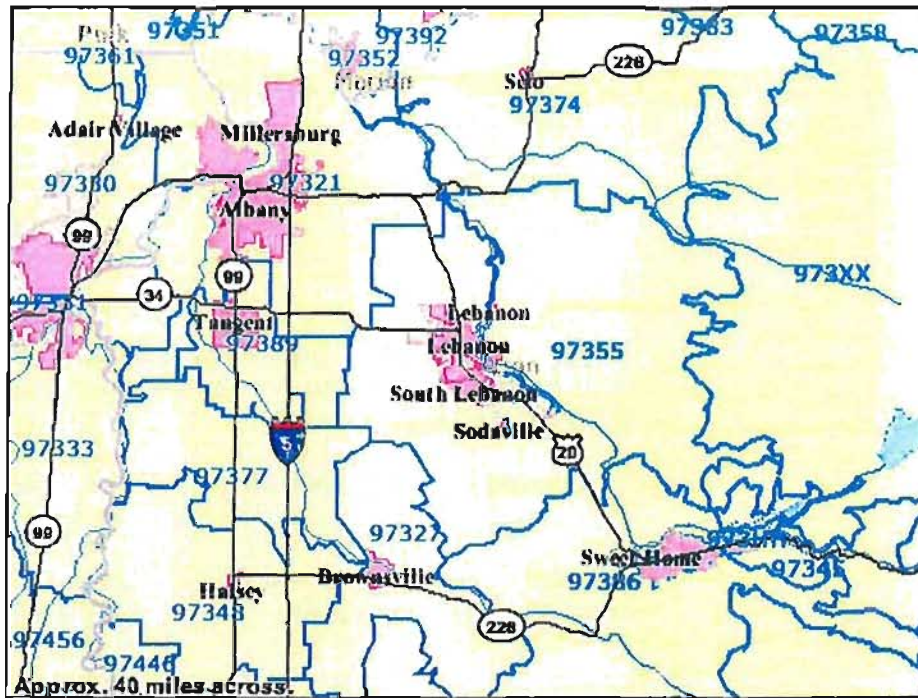 97351
97392
97383
97358
97361
97352
228
Scio
97374
Adair Village
Millersburg
97330
97321
Albany
99
99
34
973XX
Tangent
97389
Lebanon
Lebanon
97355
South Lebanon
Sodaville
5
20
97333
97377
99
97327
Sweet Home
97386
97345
Halsey
Brownsville
97348
228
97456
97446
Approx. 40 miles across.